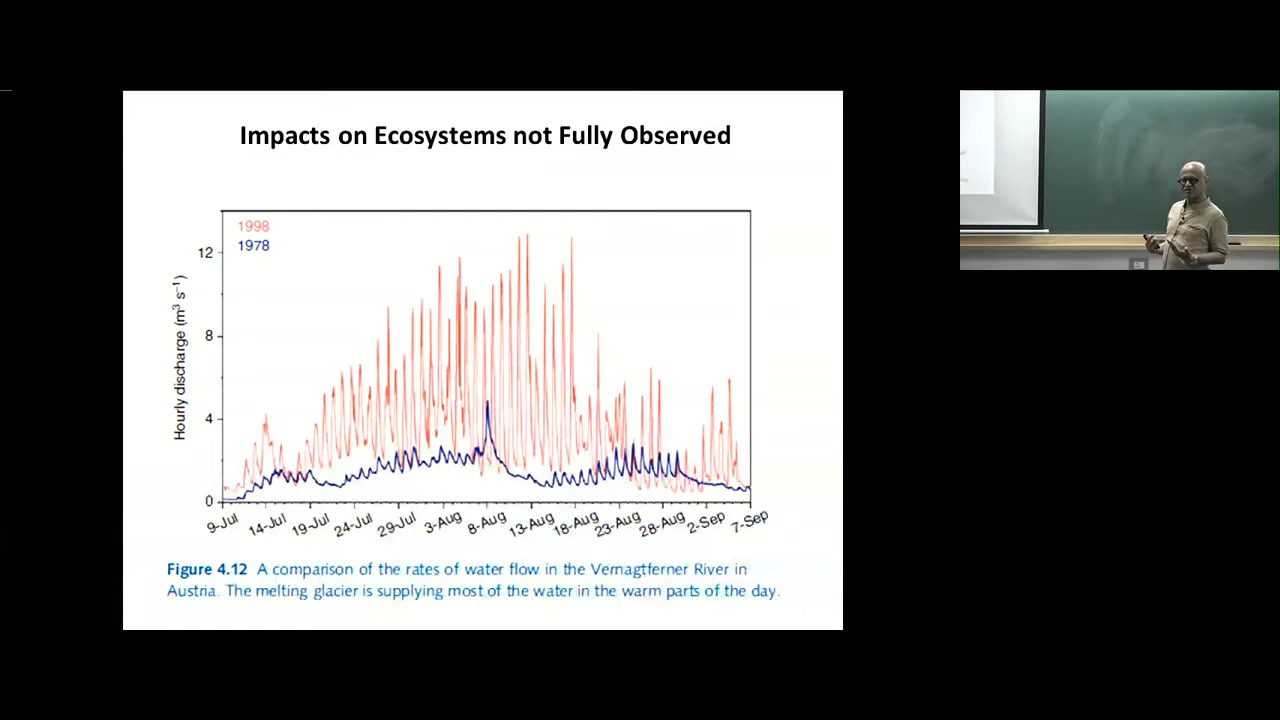 Impacts on Ecosystems not Fully Observed
1998
1978
12
8
4
0
Hourly discharge (m³ s⁻¹)
9-Jul 14-Jul 19-Jul 24-Jul 29-Jul 3-Aug 8-Aug 13-Aug 18-Aug 23-Aug 28-Aug 2-Sep 7-Sep
Figure 4.12 A comparison of the rates of water flow in the Vernagtferner River in
Austria. The melting glacier is supplying most of the water in the warm parts of the day.